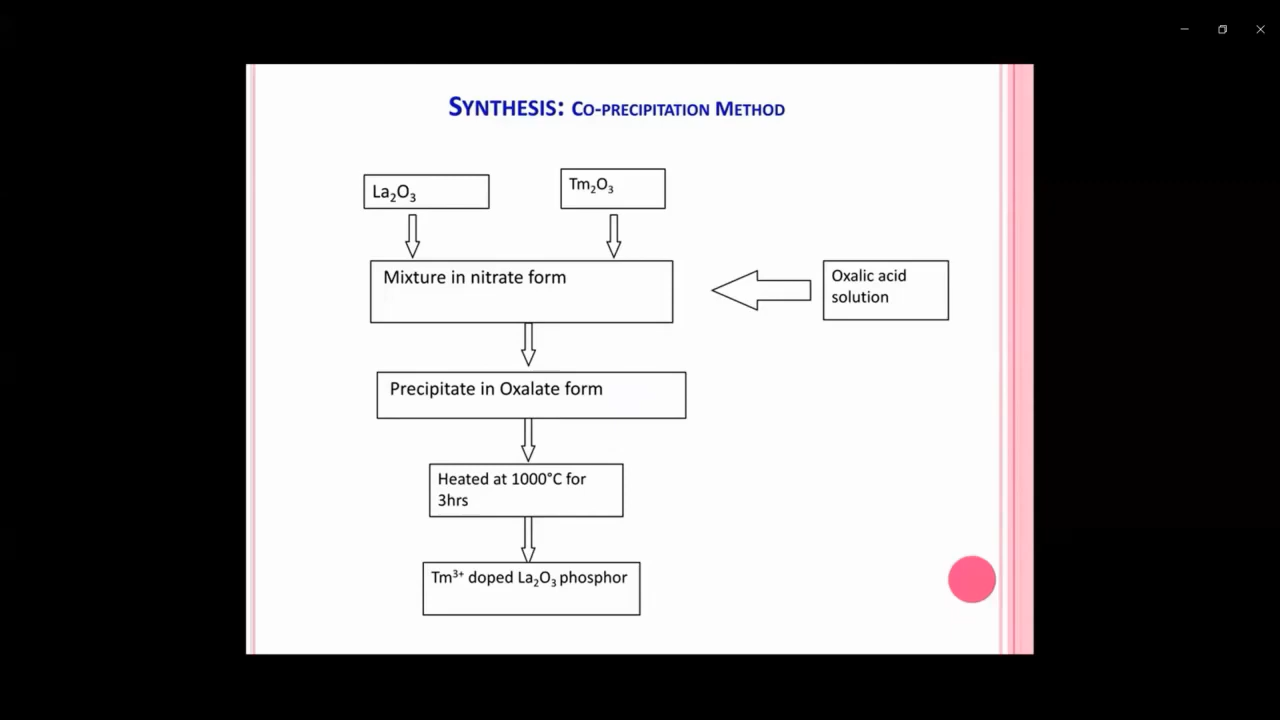 SYNTHESIS: CO-PRECIPITATION METHOD
La₂O₃
Tm₂O₃
Mixture in nitrate form
Oxalic acid
solution
Precipitate in Oxalate form
Heated at 1000°C for
3hrs
Tm³⁺ doped La₂O₃ phosphor